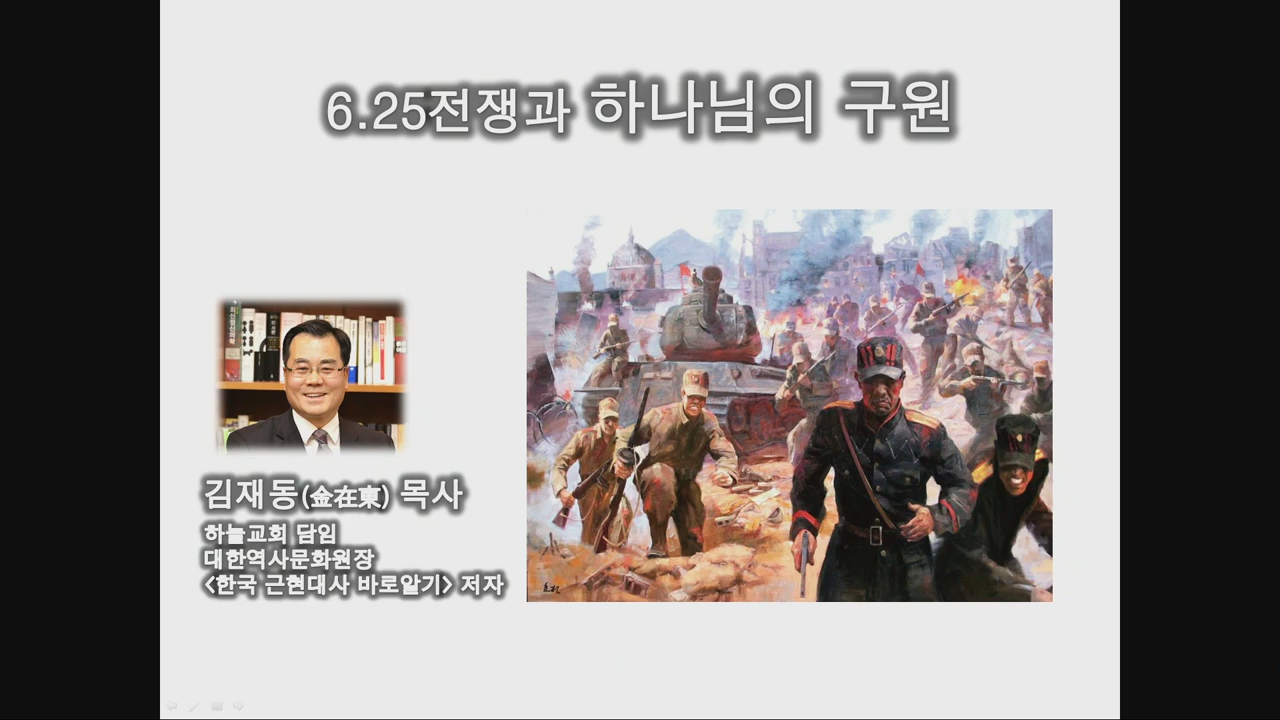 6.25전쟁과 하나님의 구원
김재동(金在東) 목사
하늘교회 담임
대한역사문화원장
<한국 근현대사 바로알기> 저자